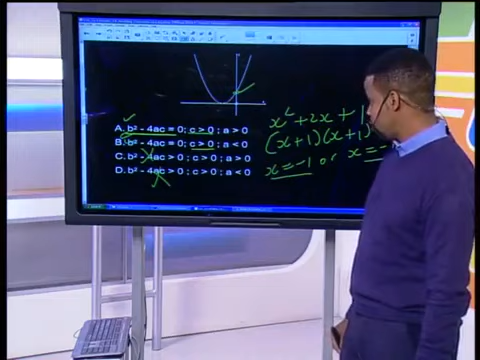 A. b² - 4ac = 0; c > 0 ; a > 0
B. b² - 4ac = 0; c > 0 ; a < 0
C. b² - 4ac > 0 ; c > 0 ; a > 0
D. b² - 4ac > 0 ; c > 0 ; a < 0
x² + 2x + 1
(x+1)(x+1)
x = -1 or x = -